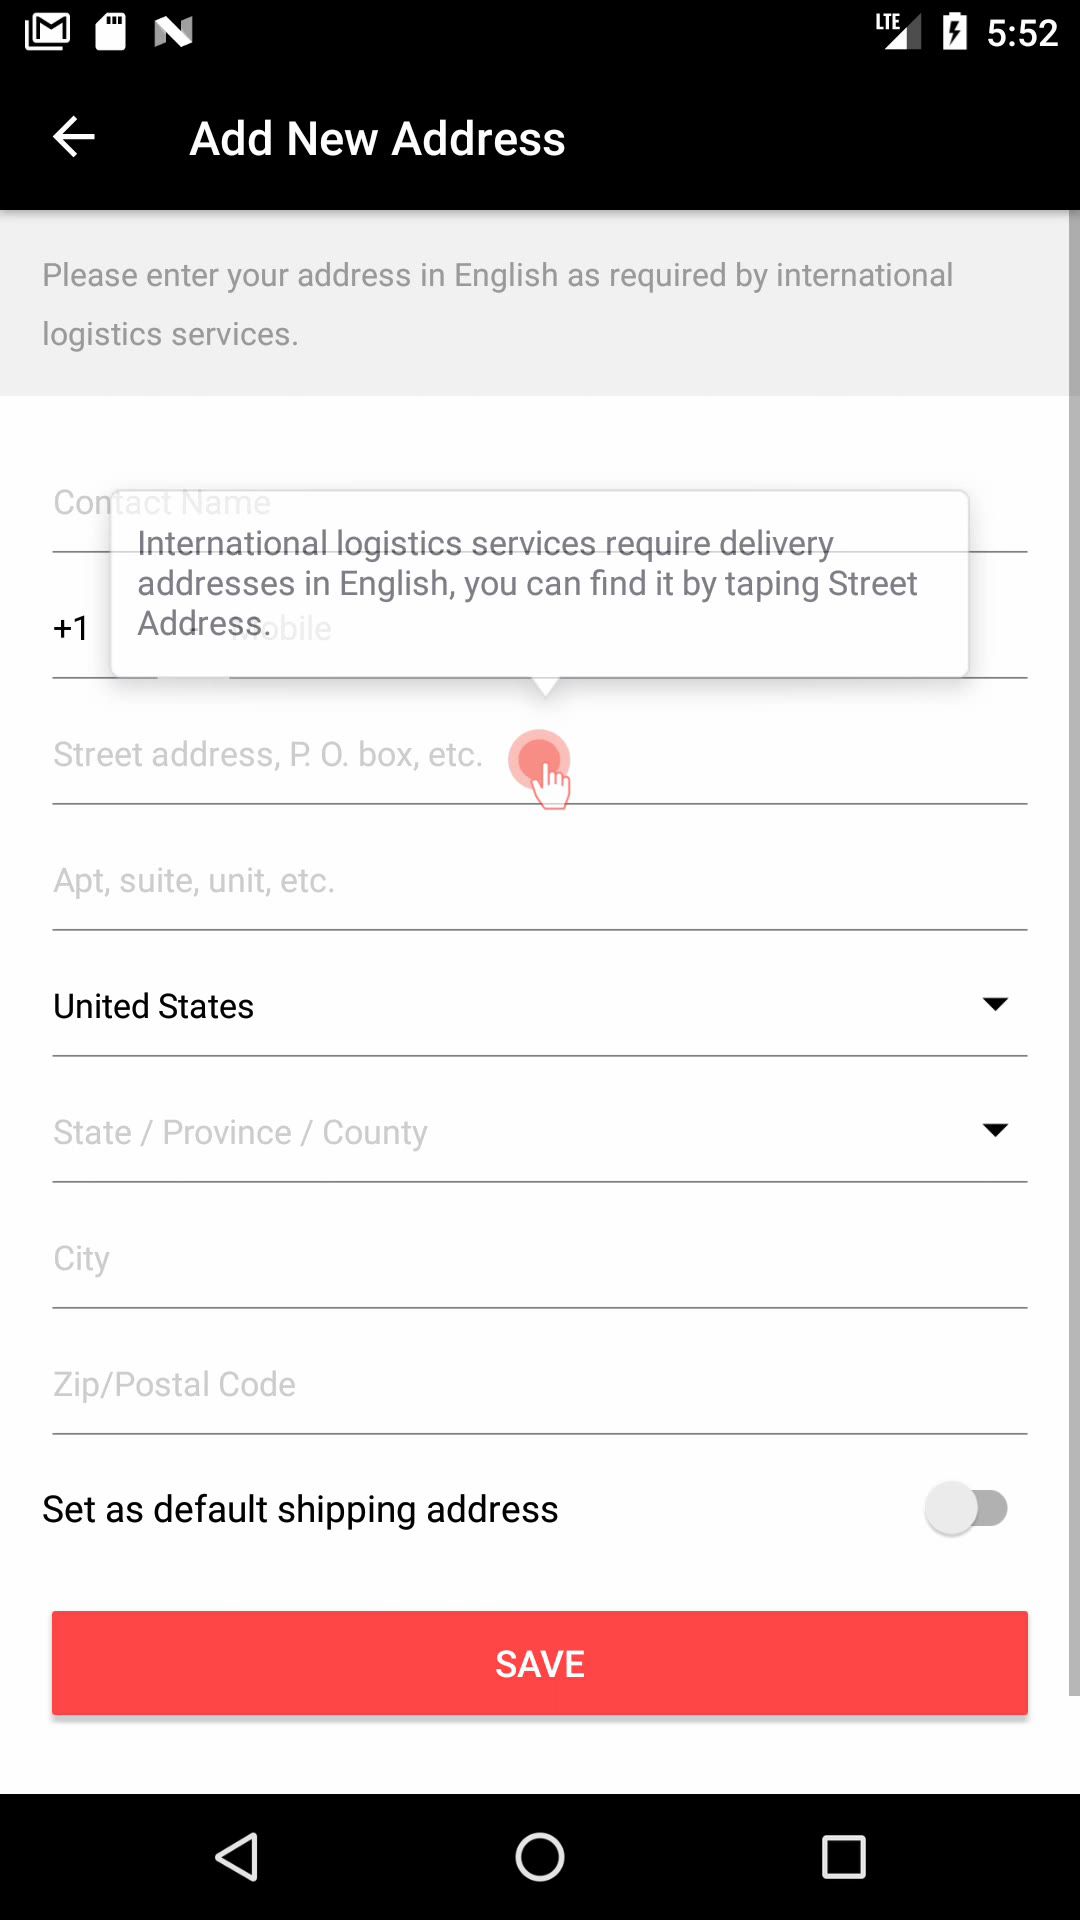 LTE 5:52
Add New Address
Please enter your address in English as required by international
logistics services.
Contact Name
International logistics services require delivery
addresses in English, you can find it by taping Street
Address.
+1 - Mobile
Street address, P. O. box, etc.
Apt, suite, unit, etc.
United States
State / Province / County
City
Zip/Postal Code
Set as default shipping address
SAVE